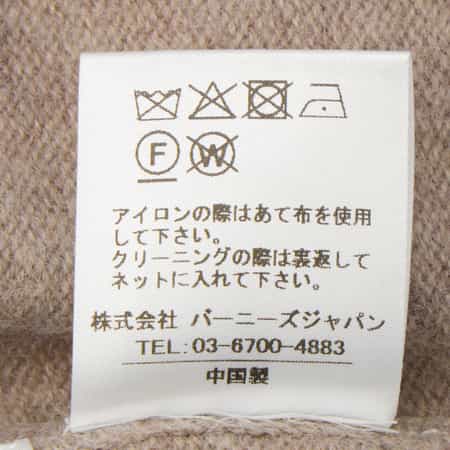 F W
アイロンの際はあて布を使用
して下さい。
クリーニングの際は裏返して
ネットに入れて下さい。
株式会社 バーニーズジャパン
TEL:03-6700-4883
中国製